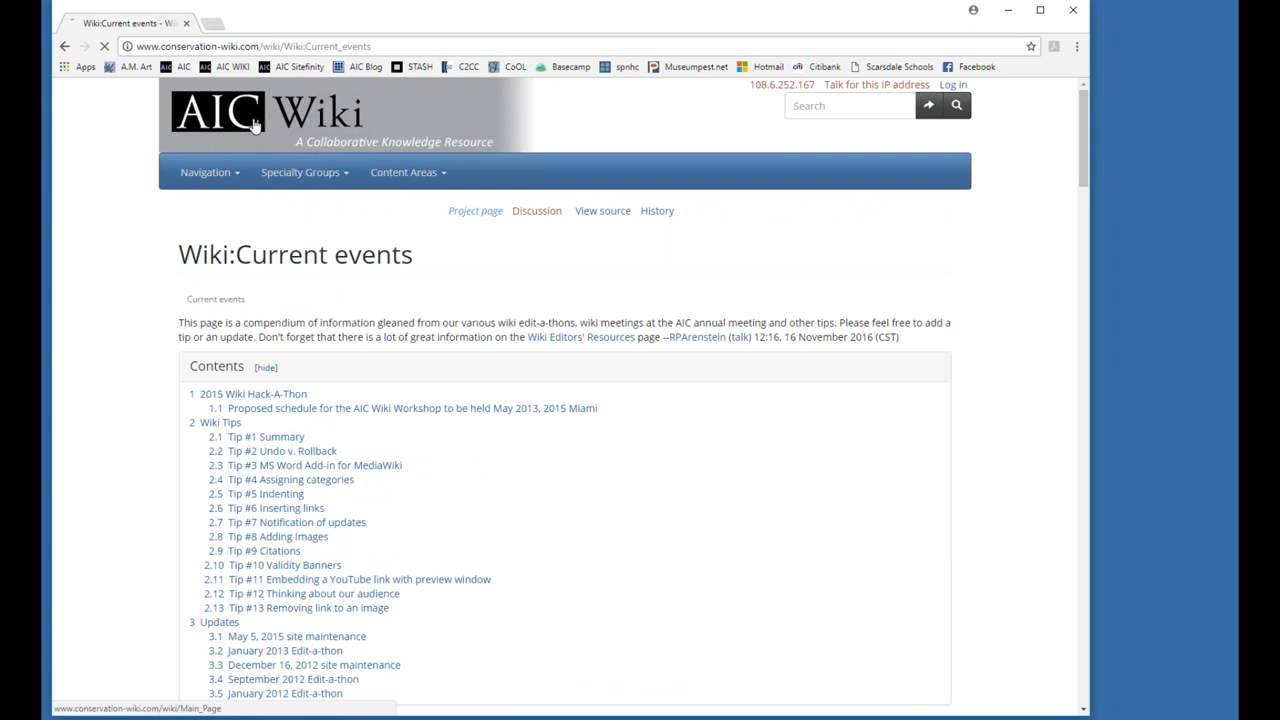 Wiki:Current events - Wi
www.conservation-wiki.com/wiki/Wiki:Current_events
Apps A.M. Art AIC AIC WIKI AIC Sitefinity AIC Blog STASH C2CC CoOL Basecamp spnhc Museumpest.net Hotmail Citibank Scarsdale Schools Facebook
108.6.252.167 Talk for this IP address Log in
AIC Wiki
A Collaborative Knowledge Resource
Search
Navigation Specialty Groups Content Areas
Project page Discussion View source History
Wiki:Current events
Current events
This page is a compendium of information gleaned from our various wiki edit-a-thons, wiki meetings at the AIC annual meeting and other tips. Please feel free to add a
tip or an update. Don't forget that there is a lot of great information on the Wiki Editors' Resources page --RPArenstein (talk) 12:16, 16 November 2016 (CST)
Contents [hide]
1 2015 Wiki Hack-A-Thon
1.1 Proposed schedule for the AIC Wiki Workshop to be held May 2013, 2015 Miami
2 Wiki Tips
2.1 Tip #1 Summary
2.2 Tip #2 Undo v. Rollback
2.3 Tip #3 MS Word Add-in for MediaWiki
2.4 Tip #4 Assigning categories
2.5 Tip #5 Indenting
2.6 Tip #6 Inserting links
2.7 Tip #7 Notification of updates
2.8 Tip #8 Adding Images
2.9 Tip #9 Citations
2.10 Tip #10 Validity Banners
2.11 Tip #11 Embedding a YouTube link with preview window
2.12 Tip #12 Thinking about our audience
2.13 Tip #13 Removing link to an image
3 Updates
3.1 May 5, 2015 site maintenance
3.2 January 2013 Edit-a-thon
3.3 December 16, 2012 site maintenance
3.4 September 2012 Edit-a-thon
3.5 January 2012 Edit-a-thon
www.conservation-wiki.com/wiki/Main_Page